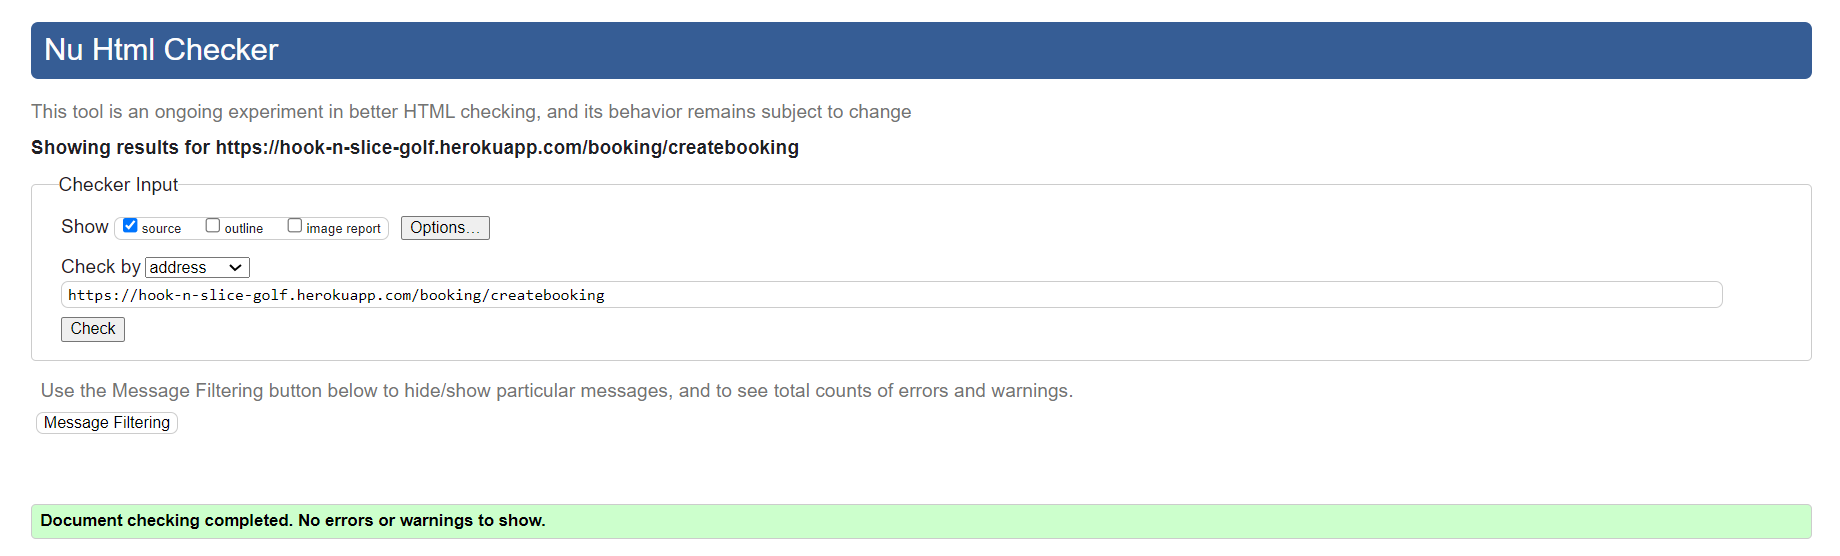 Nu Html Checker
This tool is an ongoing experiment in better HTML checking, and its behavior remains subject to change
Showing results for https://hook-n-slice-golf.herokuapp.com/booking/createbooking
Checker Input
Show source outline image report Options...
Check by address
https://hook-n-slice-golf.herokuapp.com/booking/createbooking
Check
Use the Message Filtering button below to hide/show particular messages, and to see total counts of errors and warnings.
Message Filtering
Document checking completed. No errors or warnings to show.